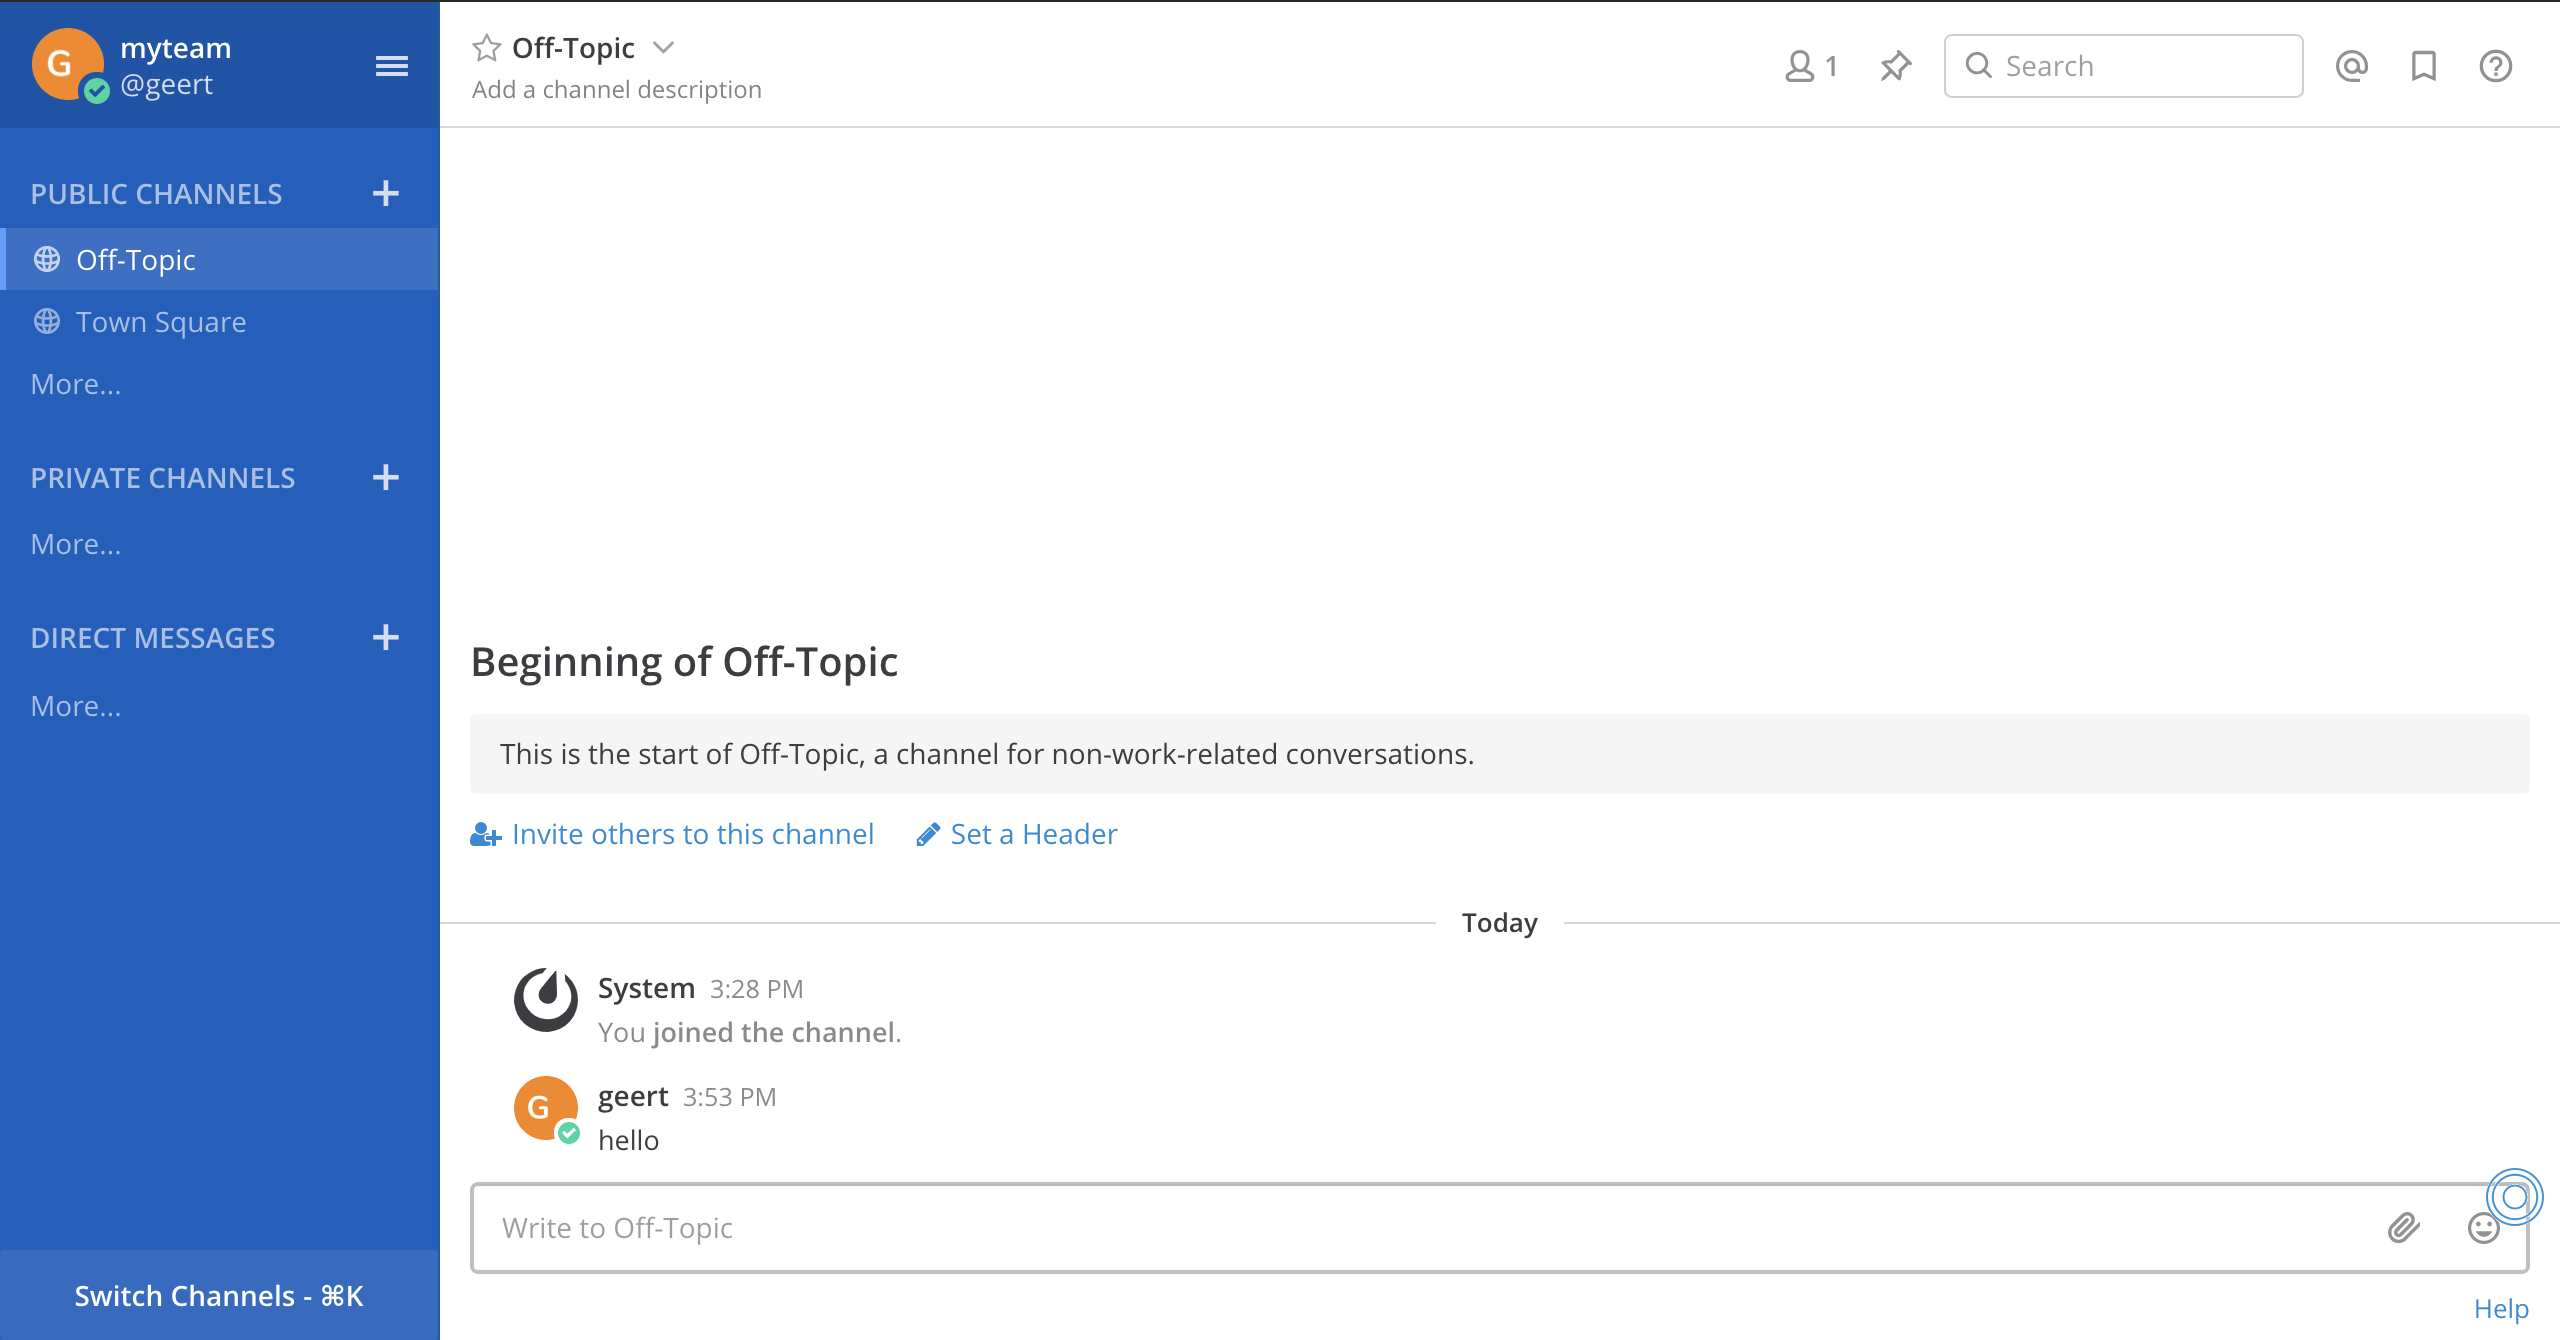 G
myteam
@geert
PUBLIC CHANNELS
Off-Topic
Town Square
More...
PRIVATE CHANNELS
More...
DIRECT MESSAGES
More...
Switch Channels - ⌘K
Off-Topic
Add a channel description
1
Search
Beginning of Off-Topic
This is the start of Off-Topic, a channel for non-work-related conversations.
Invite others to this channel Set a Header
Today
System 3:28 PM
You joined the channel.
G
geert 3:53 PM
hello
Write to Off-Topic
Help